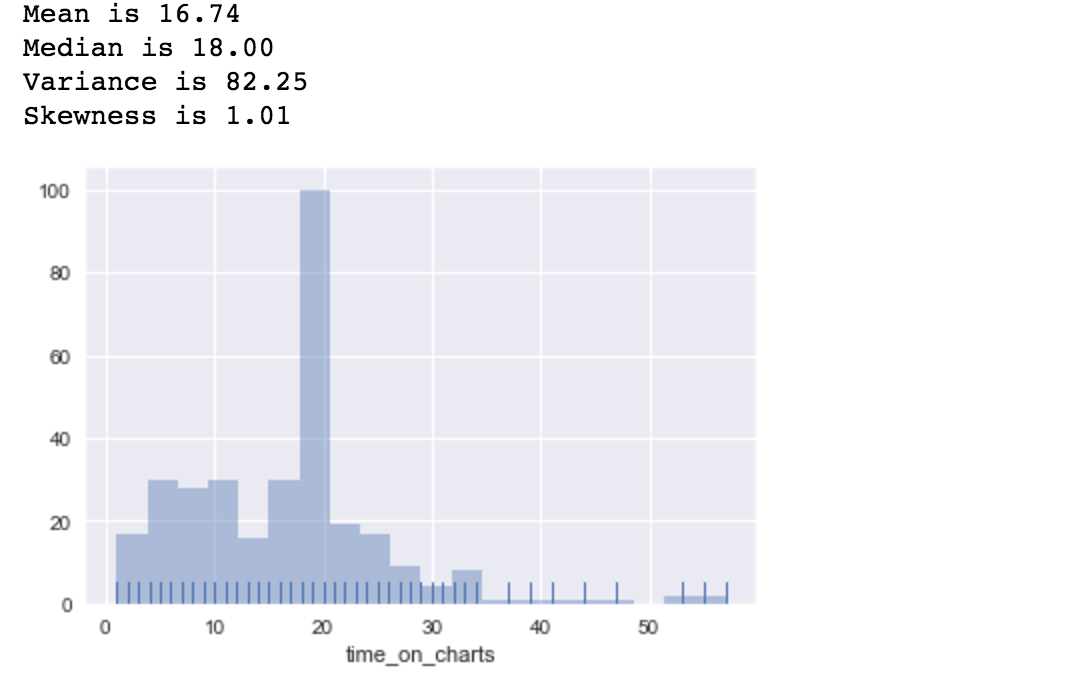 Mean is 16.74
Median is 18.00
Variance is 82.25
Skewness is 1.01
100
80
60
40
20
0
0 10 20 30 40 50
time_on_charts